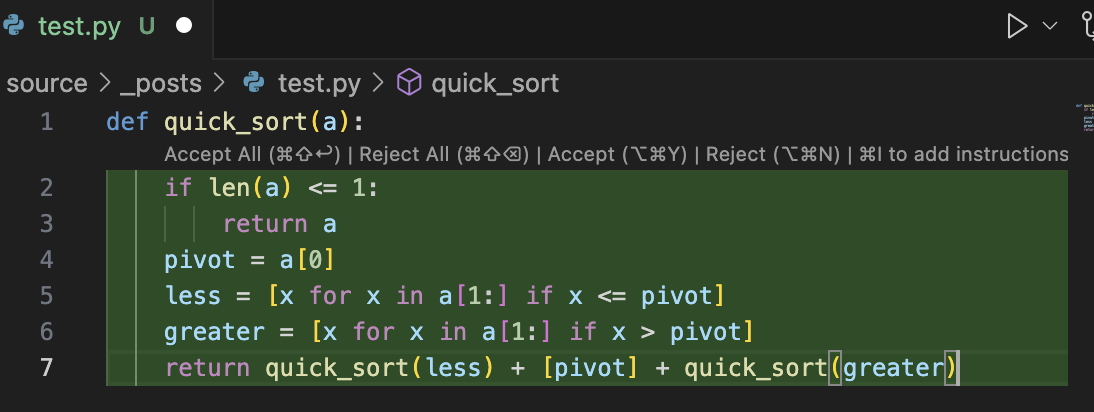 test.py U
source > _posts > test.py > quick_sort
1 def quick_sort(a):
Accept All (⌘⇧↩) | Reject All (⌘⇧⌫) | Accept (⌥⌘Y) | Reject (⌥⌘N) | ⌘I to add instructions
2 if len(a) <= 1:
3 return a
4 pivot = a[0]
5 less = [x for x in a[1:] if x <= pivot]
6 greater = [x for x in a[1:] if x > pivot]
7 return quick_sort(less) + [pivot] + quick_sort(greater)